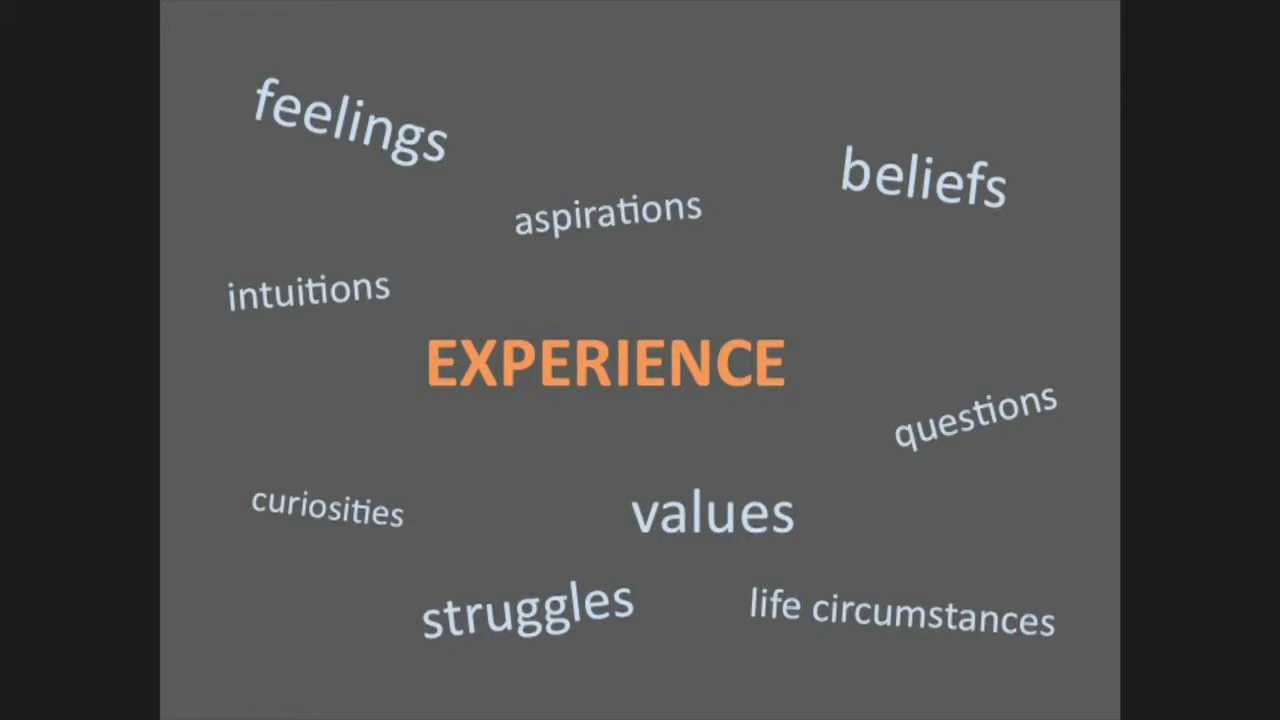 feelings
beliefs
aspirations
intuitions
EXPERIENCE
questions
curiosities
values
struggles
life circumstances